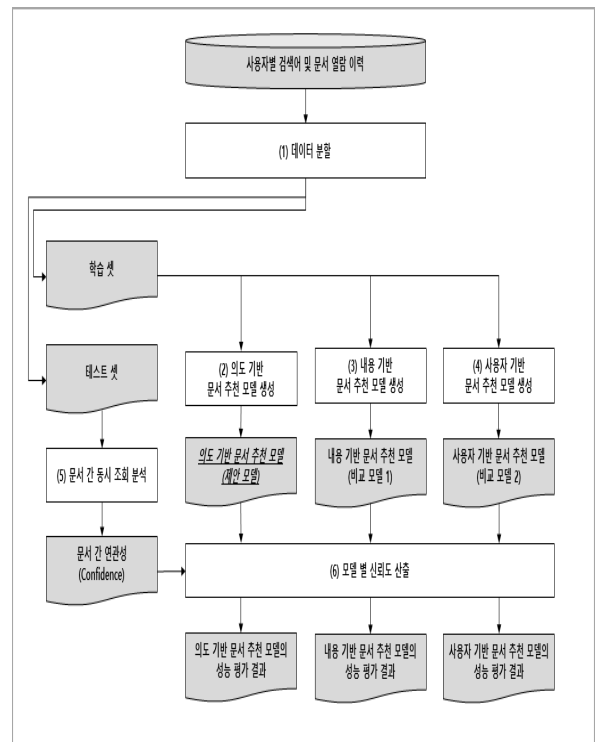 사용자별 검색어 및 문서 열람 이력
(1) 데이터 분할
학습 셋
테스트 셋
(2) 의도 기반
문서 추천 모델 생성
(3) 내용 기반
문서 추천 모델 생성
(4) 사용자 기반
문서 추천 모델 생성
(5) 문서 간 동시 조회 분석
의도 기반 문서 추천 모델
(제안 모델)
내용 기반 문서 추천 모델
(비교 모델 1)
사용자 기반 문서 추천 모델
(비교 모델 2)
문서 간 연관성
(Confidence)
(6) 모델 별 신뢰도 산출
의도 기반 문서 추천 모델의
성능 평가 결과
내용 기반 문서 추천 모델의
성능 평가 결과
사용자 기반 문서 추천 모델의
성능 평가 결과